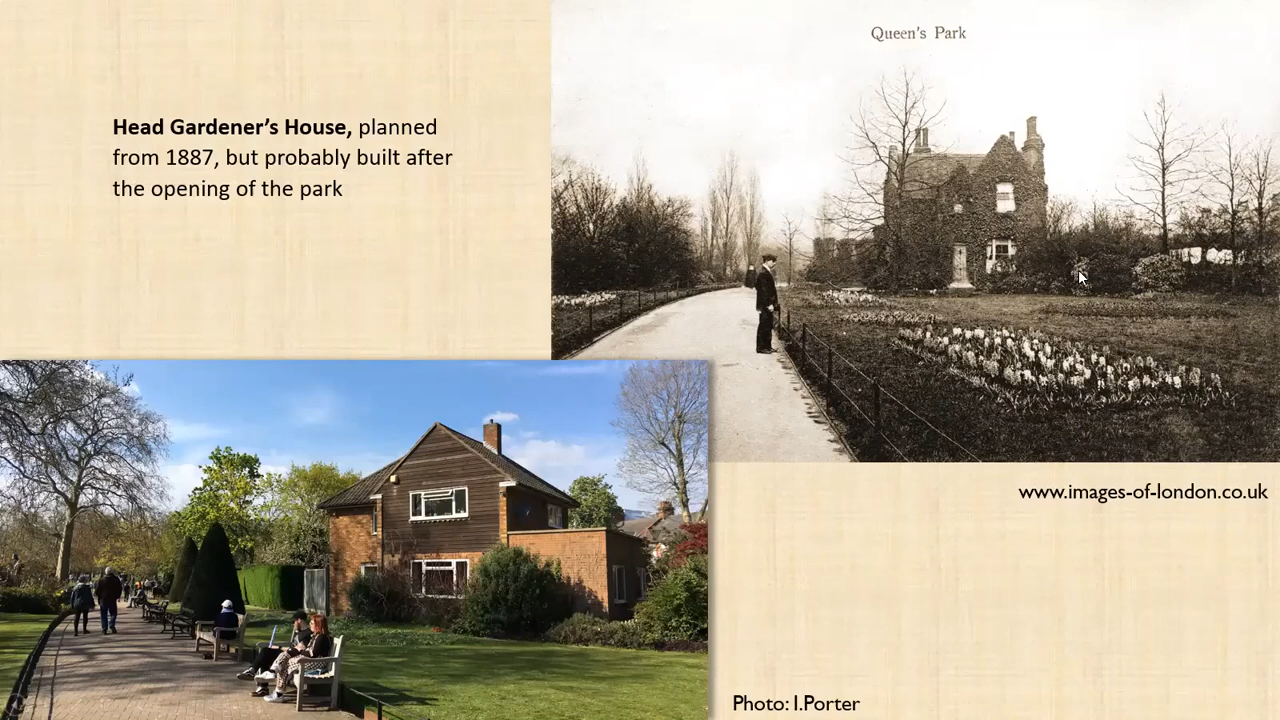 Queen's Park
Head Gardener’s House, planned
from 1887, but probably built after
the opening of the park
www.images-of-london.co.uk
Photo: I.Porter